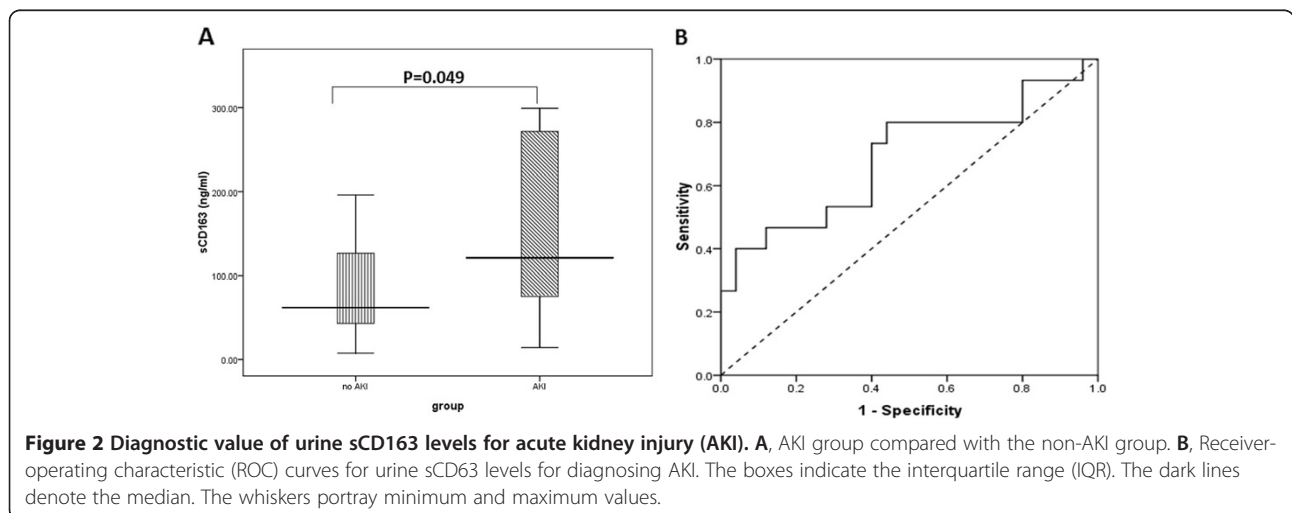 A
B
P=0.049
300.00
200.00
100.00
0.00
sCD163 (ng/ml)
no AKI
AKI
group
1.0
0.8
0.6
0.4
0.2
0.0
Sensitivity
0.0
0.2
0.4
0.6
0.8
1.0
1 - Specificity
Figure 2 Diagnostic value of urine sCD163 levels for acute kidney injury (AKI). A, AKI group compared with the non-AKI group. B, Receiver-
operating characteristic (ROC) curves for urine sCD63 levels for diagnosing AKI. The boxes indicate the interquartile range (IQR). The dark lines
denote the median. The whiskers portray minimum and maximum values.